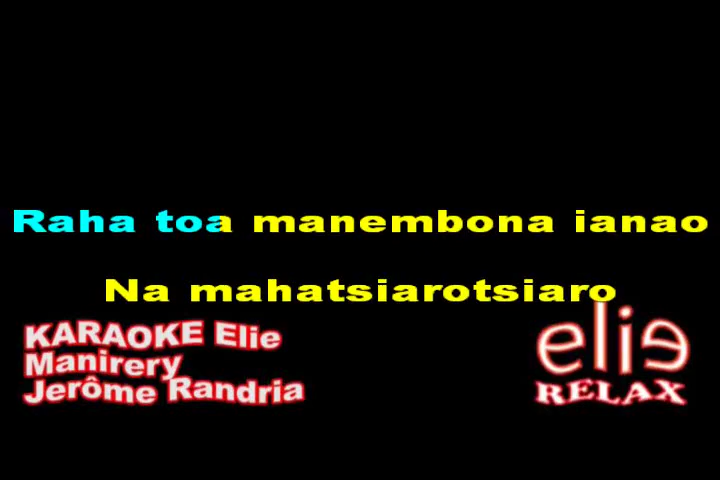 Raha toa manembona ianao
Na mahatsiarotsiaro
KARAOKE Elie
Manirery
Jerôme Randria
elie
RELAX